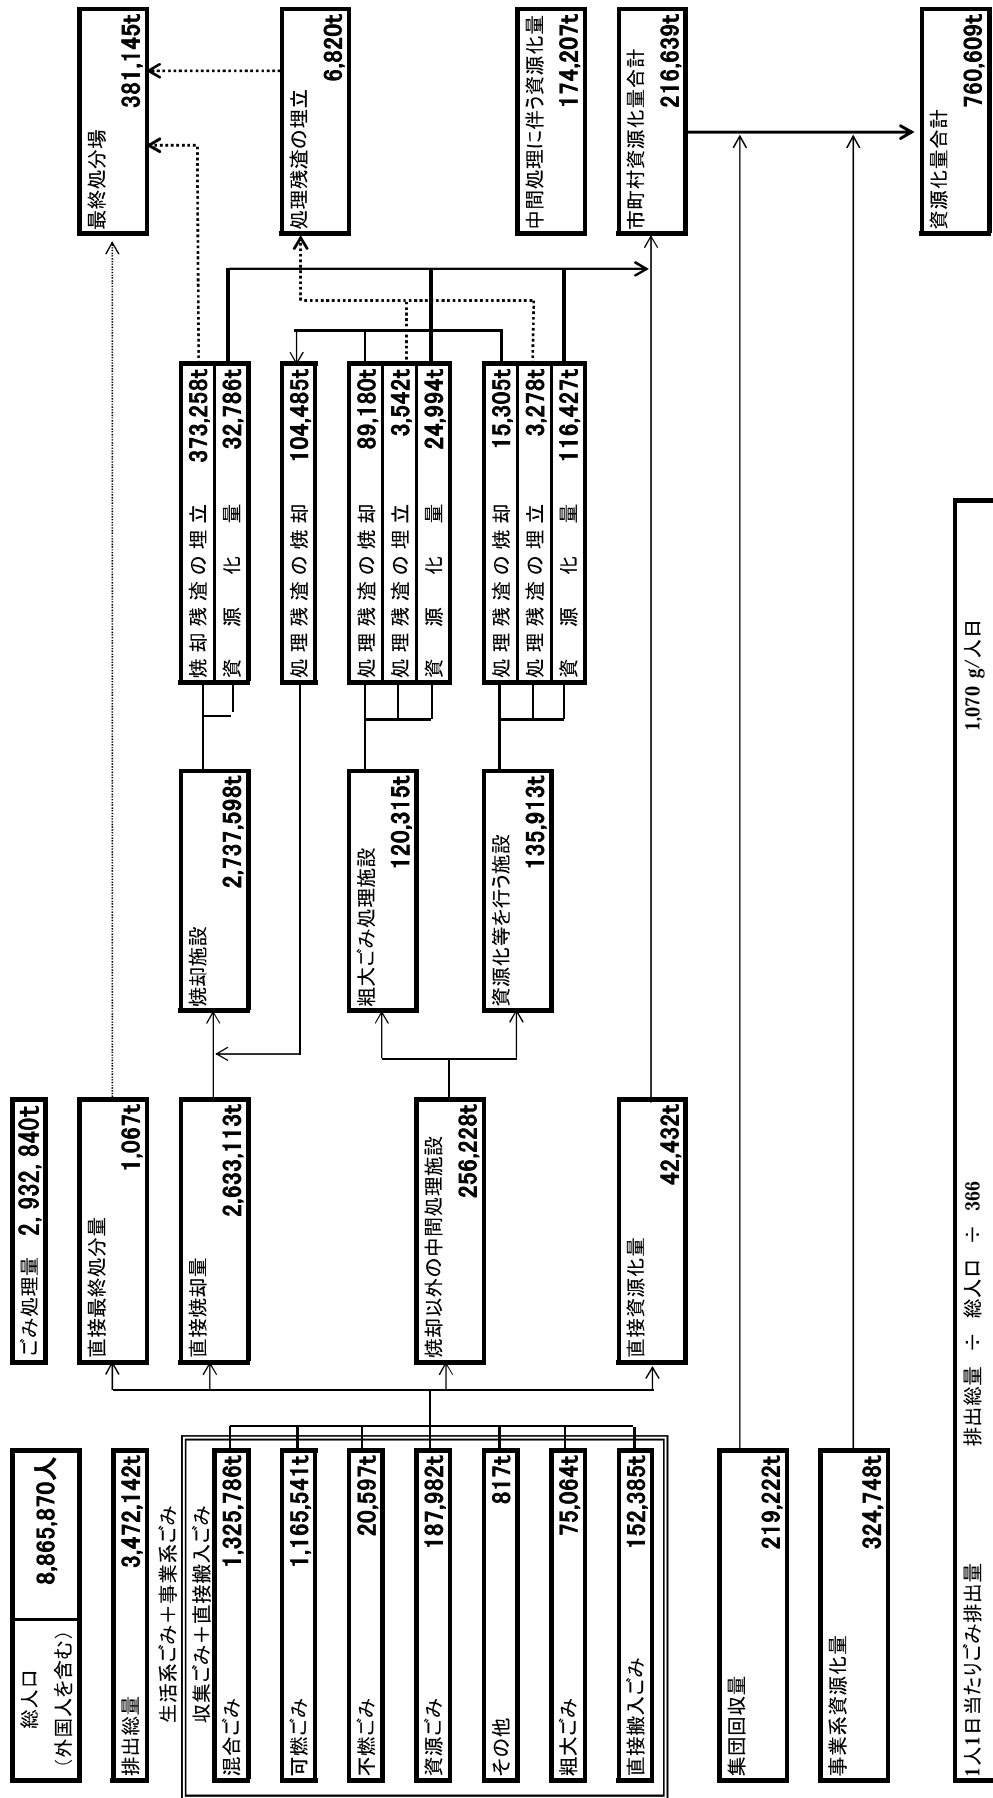 総人口
（外国人を含む）
8,865,870人
排出総量
3,472,142t
生活系ごみ＋事業系ごみ
収集ごみ＋直接搬入ごみ
混合ごみ
1,325,786t
可燃ごみ
1,165,541t
不燃ごみ
20,597t
資源ごみ
187,982t
その他
817t
粗大ごみ
75,064t
直接搬入ごみ
152,385t
集団回収量
219,222t
事業系資源化量
324,748t
ごみ処理量 2,932,840t
直接最終処分量
1,067t
直接焼却量
2,633,113t
焼却以外の中間処理施設
256,228t
直接資源化量
42,432t
焼却施設
2,737,598t
粗大ごみ処理施設
120,315t
資源化等を行う施設
135,913t
焼却残渣の埋立 373,258t
資源化量 32,786t
処理残渣の焼却 104,485t
処理残渣の焼却 89,180t
処理残渣の埋立 3,542t
資源化量 24,994t
処理残渣の焼却 15,305t
処理残渣の埋立 3,278t
資源化量 116,427t
最終処分場
381,145t
処理残渣の埋立
6,820t
中間処理に伴う資源化量
174,207t
市町村資源化量合計
216,639t
資源化量合計
760,609t
1人1日当たりごみ排出量 排出総量 ÷ 総人口 ÷ 366 1,070 g/人日